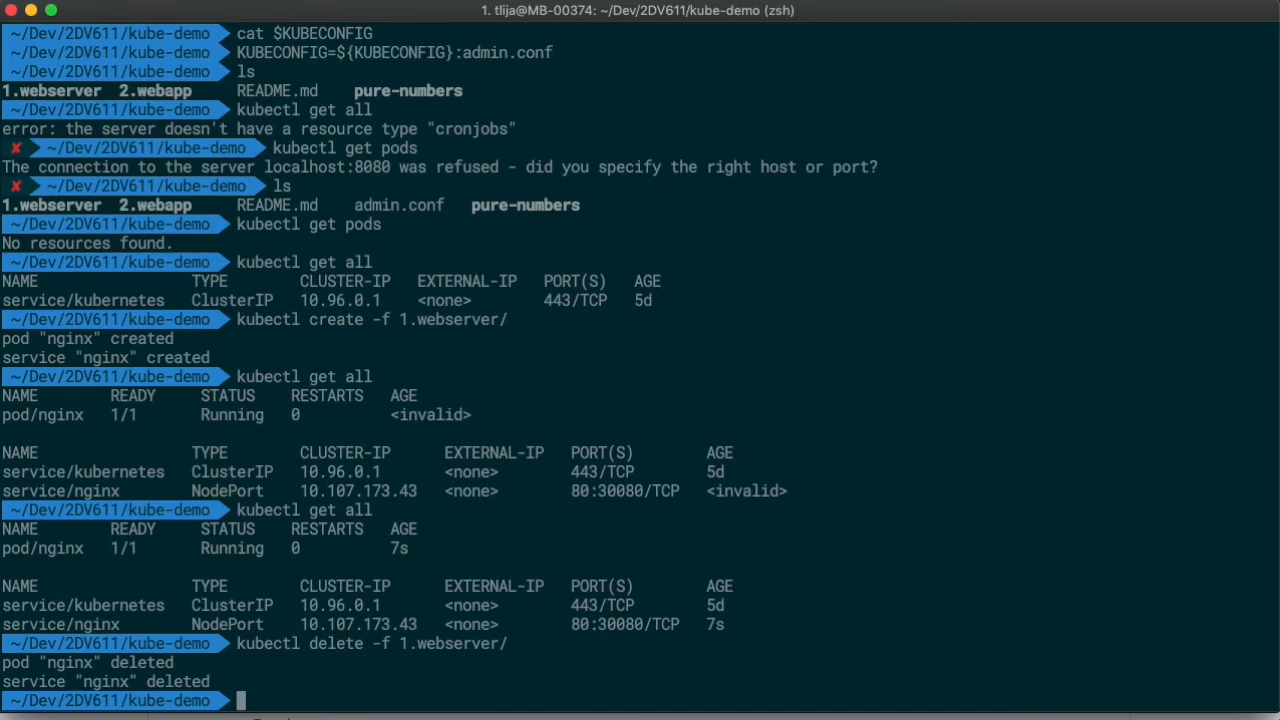 1. tlija@MB-00374: ~/Dev/2DV611/kube-demo (zsh)
~/Dev/2DV611/kube-demo cat $KUBECONFIG
~/Dev/2DV611/kube-demo KUBECONFIG=${KUBECONFIG}:admin.conf
~/Dev/2DV611/kube-demo ls
1.webserver 2.webapp README.md pure-numbers
~/Dev/2DV611/kube-demo kubectl get all
error: the server doesn't have a resource type "cronjobs"
✘ ~/Dev/2DV611/kube-demo kubectl get pods
The connection to the server localhost:8080 was refused - did you specify the right host or port?
✘ ~/Dev/2DV611/kube-demo ls
1.webserver 2.webapp README.md admin.conf pure-numbers
~/Dev/2DV611/kube-demo kubectl get pods
No resources found.
~/Dev/2DV611/kube-demo kubectl get all
NAME TYPE CLUSTER-IP EXTERNAL-IP PORT(S) AGE
service/kubernetes ClusterIP 10.96.0.1 <none> 443/TCP 5d
~/Dev/2DV611/kube-demo kubectl create -f 1.webserver/
pod "nginx" created
service "nginx" created
~/Dev/2DV611/kube-demo kubectl get all
NAME READY STATUS RESTARTS AGE
pod/nginx 1/1 Running 0 <invalid>
NAME TYPE CLUSTER-IP EXTERNAL-IP PORT(S) AGE
service/kubernetes ClusterIP 10.96.0.1 <none> 443/TCP 5d
service/nginx NodePort 10.107.173.43 <none> 80:30080/TCP <invalid>
~/Dev/2DV611/kube-demo kubectl get all
NAME READY STATUS RESTARTS AGE
pod/nginx 1/1 Running 0 7s
NAME TYPE CLUSTER-IP EXTERNAL-IP PORT(S) AGE
service/kubernetes ClusterIP 10.96.0.1 <none> 443/TCP 5d
service/nginx NodePort 10.107.173.43 <none> 80:30080/TCP 7s
~/Dev/2DV611/kube-demo kubectl delete -f 1.webserver/
pod "nginx" deleted
service "nginx" deleted
~/Dev/2DV611/kube-demo